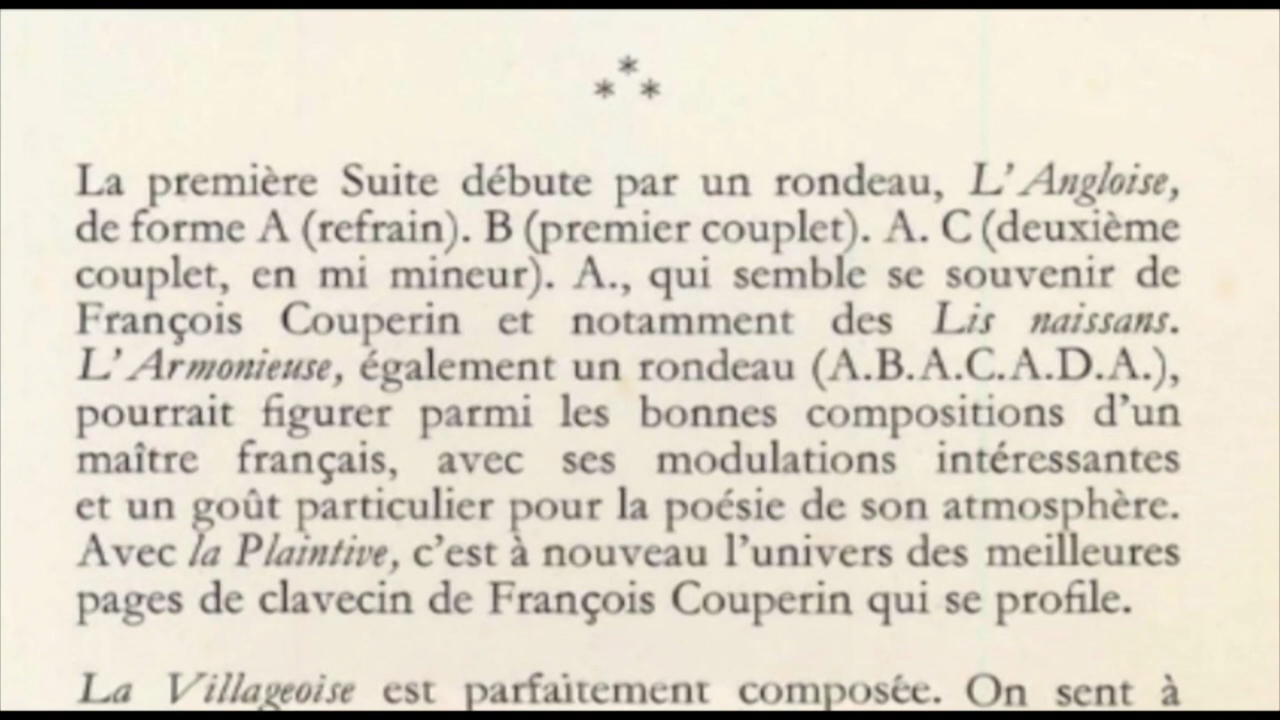 *
* *
La première Suite débute par un rondeau, L'Angloise,
de forme A (refrain). B (premier couplet). A. C (deuxième
couplet, en mi mineur). A., qui semble se souvenir de
François Couperin et notamment des Lis naissans.
L'Armonieuse, également un rondeau (A.B.A.C.A.D.A.),
pourrait figurer parmi les bonnes compositions d'un
maître français, avec ses modulations intéressantes
et un goût particulier pour la poésie de son atmosphère.
Avec la Plaintive, c'est à nouveau l'univers des meilleures
pages de clavecin de François Couperin qui se profile.
La Villageoise est parfaitement composée. On sent à